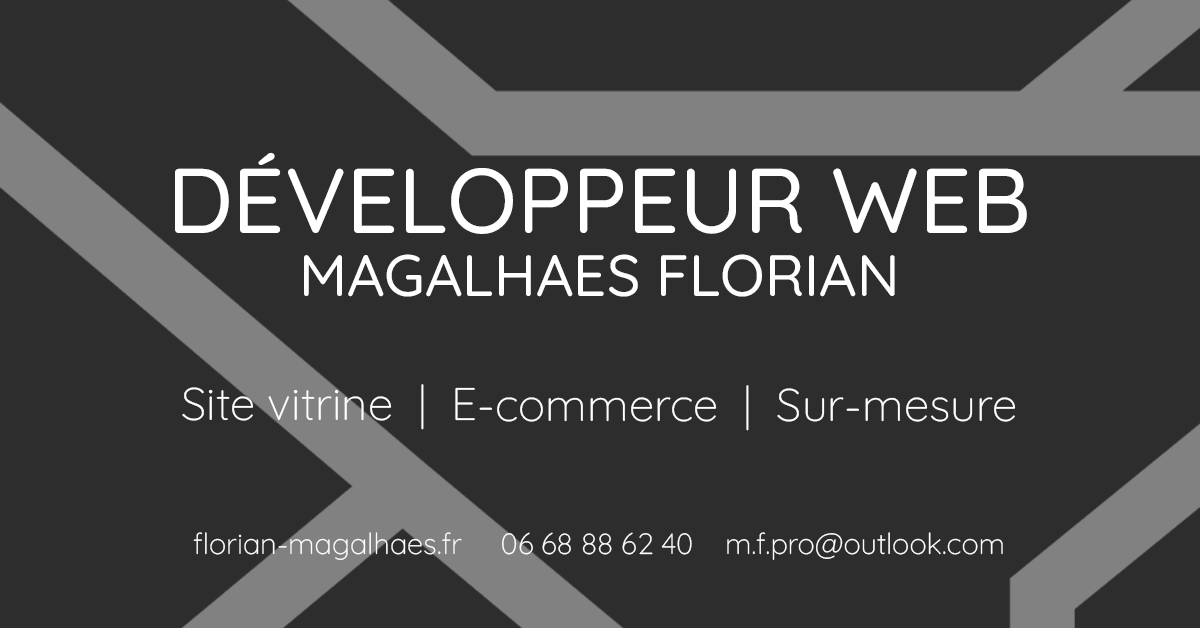 DÉVELOPPEUR WEB
MAGALHAES FLORIAN
Site vitrine | E-commerce | Sur-mesure
florian-magalhaes.fr 06 68 88 62 40 m.f.pro@outlook.com